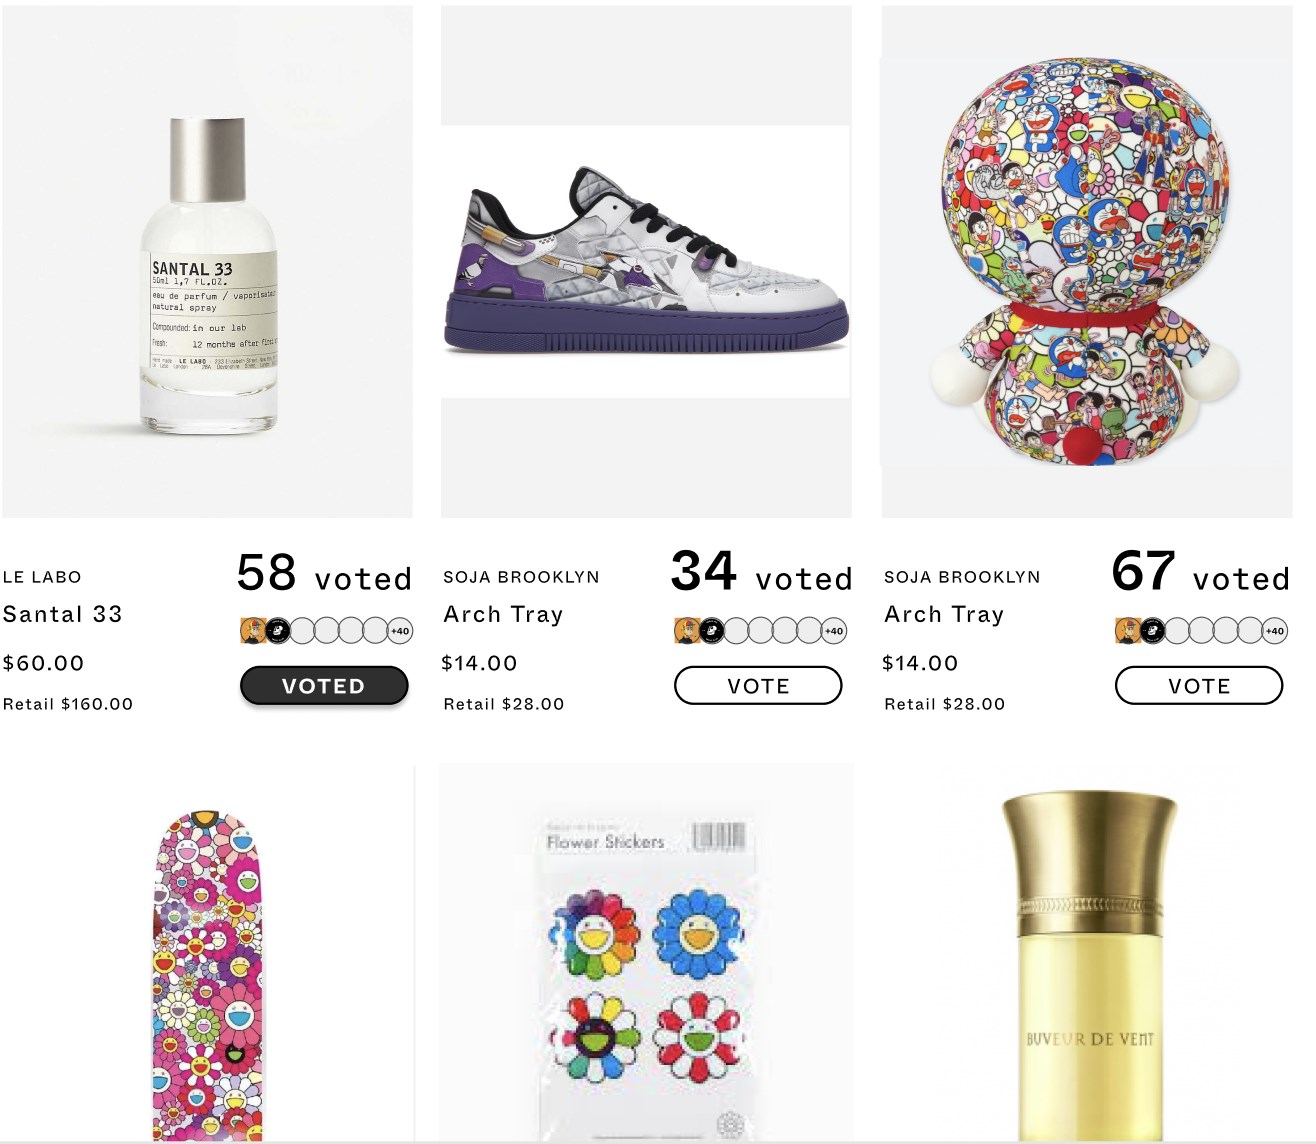 SANTAL 33
50ml 1,7 FL.OZ.
eau de parfum / vaporisateur
natural spray
Compounded: in our lab
Fresh: 12 months after first
LE LABO
LE LABO
Santal 33
$60.00
Retail $160.00
58 voted
+40
VOTED
SOJA BROOKLYN
Arch Tray
$14.00
Retail $28.00
34 voted
+40
VOTE
SOJA BROOKLYN
Arch Tray
$14.00
Retail $28.00
67 voted
+40
VOTE
Flower Stickers
BUVEUR DE VENT